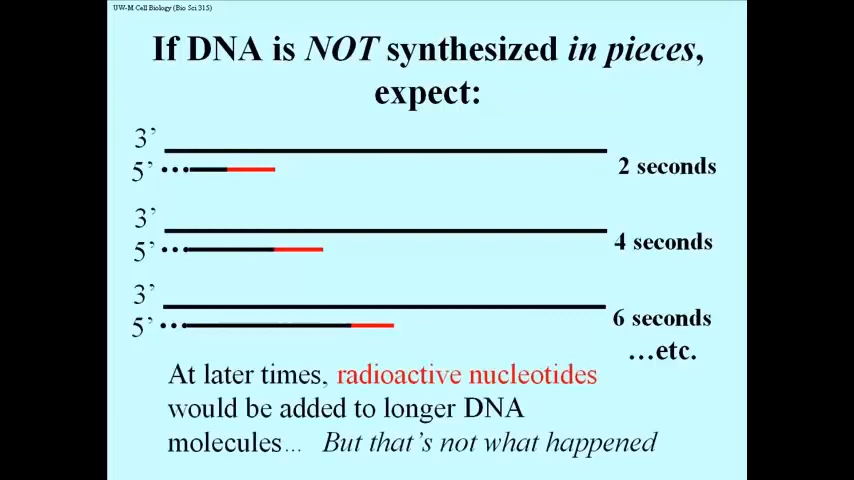 UW-M Cell Biology (Bio Sci 315)
If DNA is NOT synthesized in pieces,
expect:
3’
5’ ••• 2 seconds
3’
5’ ••• 4 seconds
3’
5’ ••• 6 seconds
…etc.
At later times, radioactive nucleotides
would be added to longer DNA
molecules… But that’s not what happened